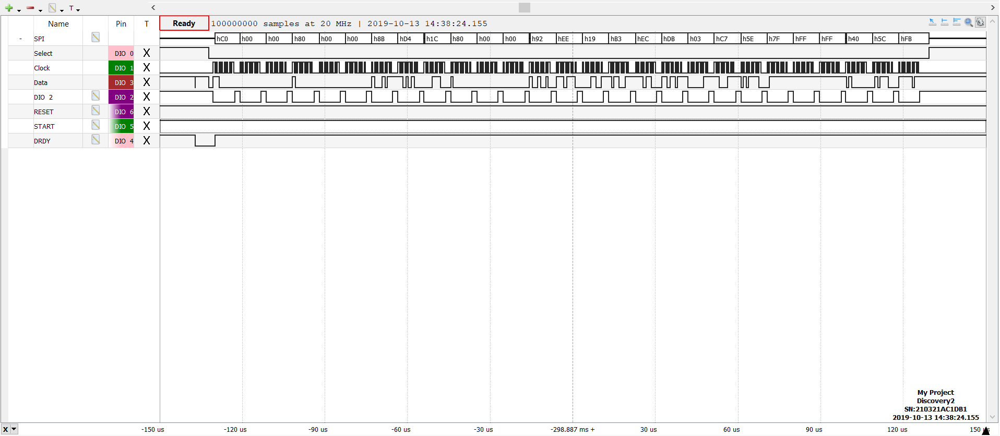 T
Name Pin T Ready 100000000 samples at 20 MHz | 2019-10-13 14:38:24.155
- SPI hC0 h00 h00 h80 h00 h00 h8B hD4 h1C h80 h00 h00 h92 hEE h19 hB3 hEC hDB h03 hC7 h5E h7F hFF hFF h40 h5C hFB
Select DIO 0 X
Clock DIO 1 X
Data DIO 3 X
DIO 2 DIO 2 X
RESET DIO 6 X
START DIO 5 X
DRDY DIO 4 X
My Project
Discovery2
SN:210321AC1DB1
2019-10-13 14:38:24.155
X -150 us -120 us -90 us -60 us -30 us -298.887 ms + 30 us 60 us 90 us 120 us 150 us